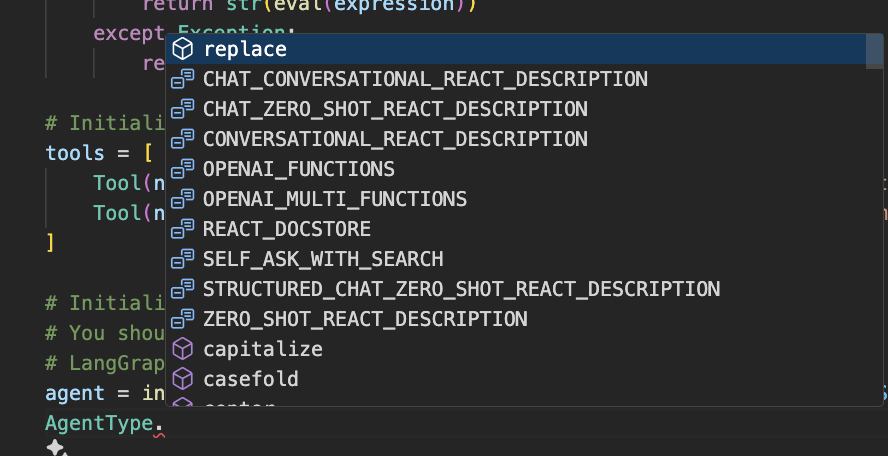 return str(eval(expression))
except Exception:
re
replace
CHAT_CONVERSATIONAL_REACT_DESCRIPTION
CHAT_ZERO_SHOT_REACT_DESCRIPTION
CONVERSATIONAL_REACT_DESCRIPTION
OPENAI_FUNCTIONS
OPENAI_MULTI_FUNCTIONS
REACT_DOCSTORE
SELF_ASK_WITH_SEARCH
STRUCTURED_CHAT_ZERO_SHOT_REACT_DESCRIPTION
ZERO_SHOT_REACT_DESCRIPTION
capitalize
casefold
# Initiali
tools = [
Tool(n
Tool(n
]
# Initiali
# You shou
# LangGrap
agent = in
AgentType.